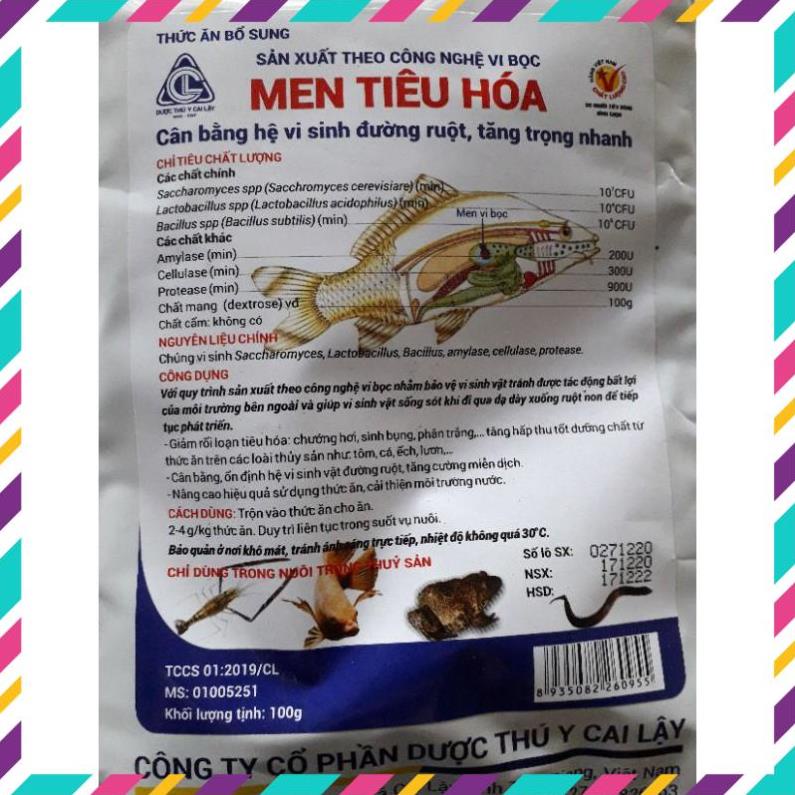 THỨC ĂN BỔ SUNG
SẢN XUẤT THEO CÔNG NGHỆ VI BỌC
MEN TIÊU HÓA
DƯỢC THÚ Y CAI LẬY
Cân bằng hệ vi sinh đường ruột, tăng trọng nhanh
CHỈ TIÊU CHẤT LƯỢNG
Các chất chính
Saccharomyces spp (Sacchromyces cerevisiare) (min) 10⁷CFU
Lactobacillus spp (Lactobacillus acidophilus) (min) 10⁶CFU
Bacillus spp (Bacillus subtilis) (min) 10⁶CFU
Men vi bọc
Các chất khác
Amylase (min) 200U
Cellulase (min) 300U
Protease (min) 900U
Chất mang (dextrose) vđ 100g
Chất cấm: không có
NGUYÊN LIỆU CHÍNH
Chủng vi sinh Saccharomyces, Lactobacillus, Bacillus, amylase, cellulase, protease.
CÔNG DỤNG
Với quy trình sản xuất theo công nghệ vi bọc nhằm bảo vệ vi sinh vật tránh được tác động bất lợi
của môi trường bên ngoài và giúp vi sinh vật sống sót khi đi qua dạ dày xuống ruột non để tiếp
tục phát triển.
-Giảm rối loạn tiêu hóa: chướng hơi, sình bụng, phân trắng,... tăng hấp thu tốt dưỡng chất từ
thức ăn trên các loài thủy sản như: tôm, cá, ếch, lươn,...
-Cân bằng, ổn định hệ vi sinh vật đường ruột, tăng cường miễn dịch.
-Nâng cao hiệu quả sử dụng thức ăn, cải thiện môi trường nước.
CÁCH DÙNG: Trộn vào thức ăn cho ăn.
2-4g/kg thức ăn. Duy trì liên tục trong suốt vụ nuôi.
Bảo quản ở nơi khô mát, tránh ánh sáng trực tiếp, nhiệt độ không quá 30°C.
CHỈ DÙNG TRONG NUÔI TRỒNG THUỶ SẢN
Số lô SX: 0271220
NSX: 171220
HSD: 171222
TCCS 01:2019/CL
MS: 01005251
Khối lượng tịnh: 100g
8 935082 260955
CÔNG TY CỔ PHẦN DƯỢC THÚ Y CAI LẬY